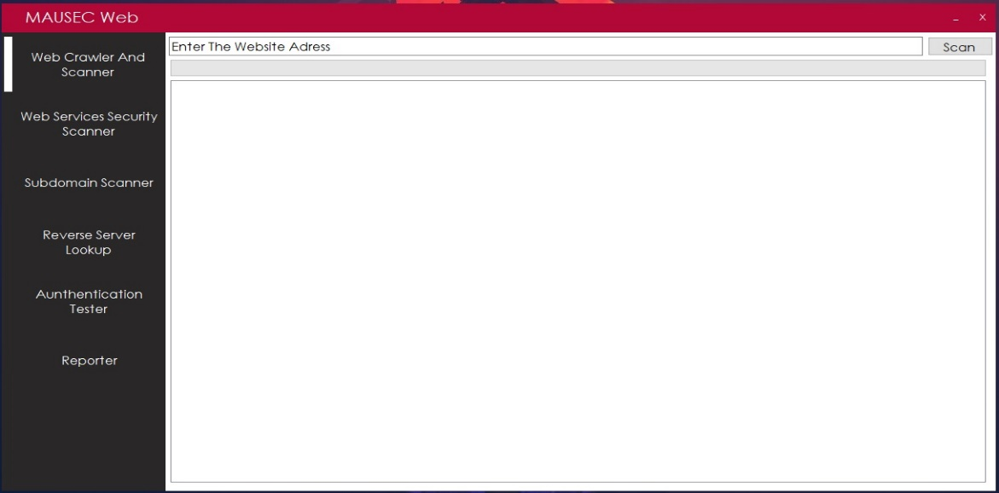 MAUSEC Web
_ X
Web Crawler And
Scanner
Web Services Security
Scanner
Subdomain Scanner
Reverse Server
Lookup
Aunthentication
Tester
Reporter
Enter The Website Adress
Scan